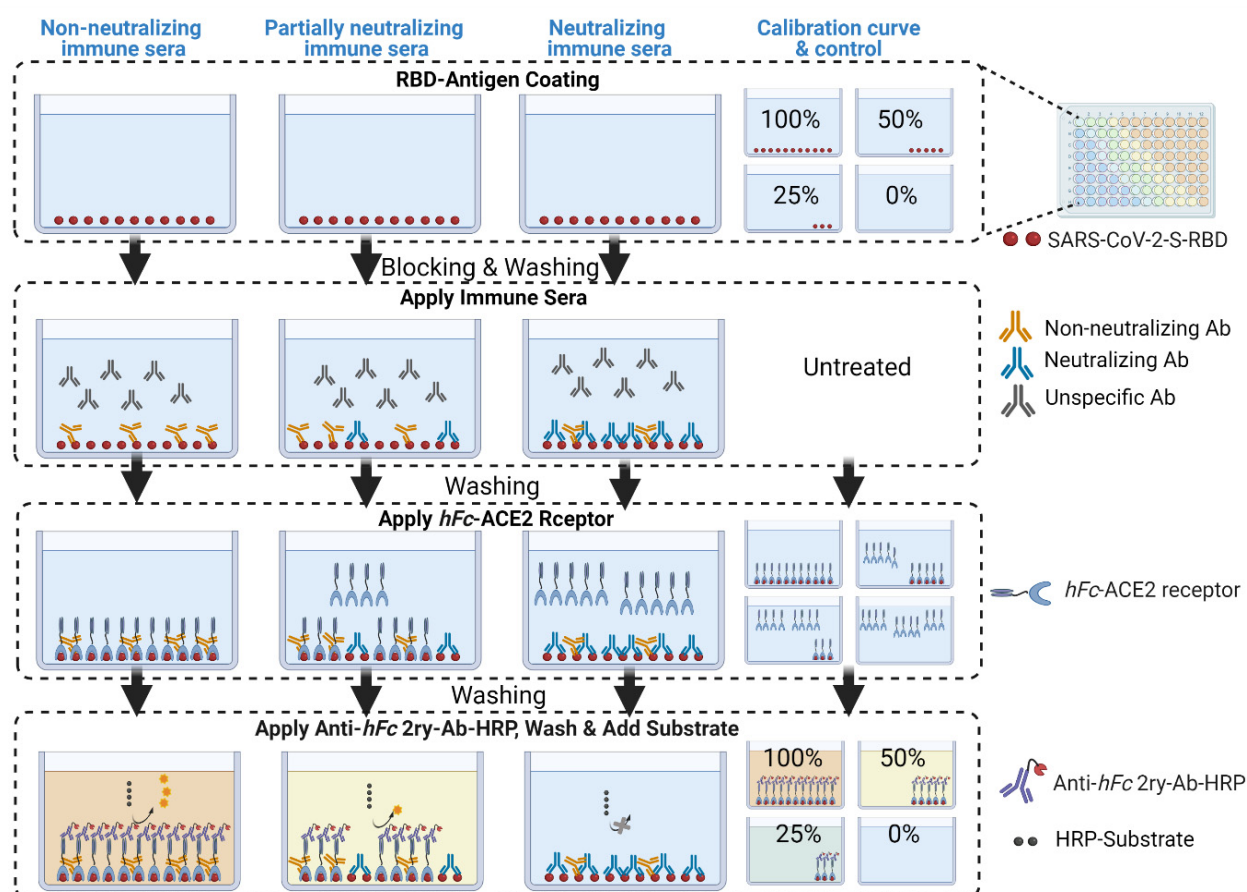 Non-neutralizing
immune sera
Partially neutralizing
immune sera
Neutralizing
immune sera
Calibration curve
& control
RBD-Antigen Coating
100%
50%
25%
0%
SARS-CoV-2-S-RBD
Blocking & Washing
Apply Immune Sera
Untreated
Non-neutralizing Ab
Neutralizing Ab
Unspecific Ab
Washing
Apply hFc-ACE2 Rceptor
hFc-ACE2 receptor
Washing
Apply Anti-hFc 2ry-Ab-HRP, Wash & Add Substrate
100%
50%
25%
0%
Anti-hFc 2ry-Ab-HRP
HRP-Substrate